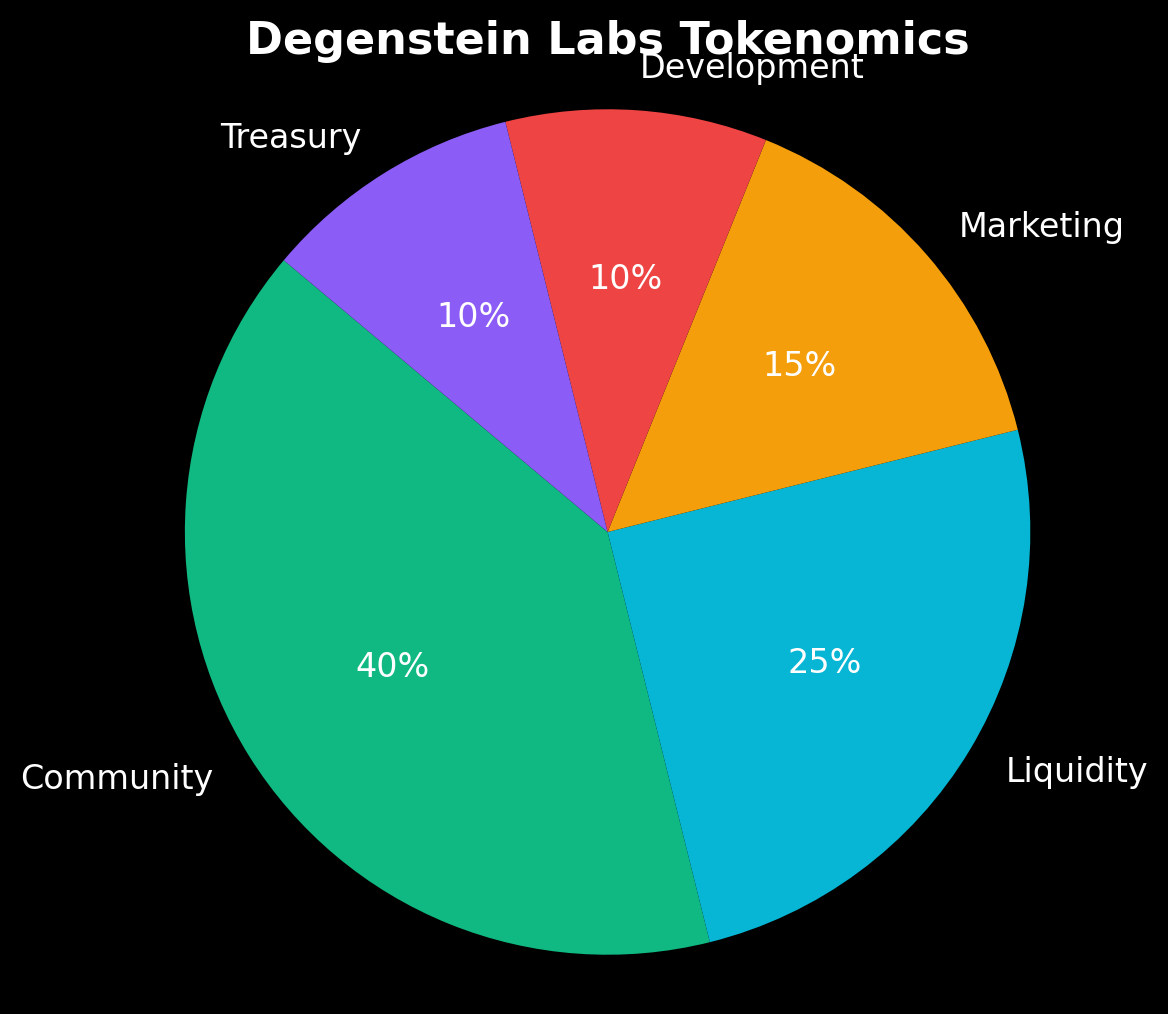 Degenstein Labs Tokenomics
Development
Treasury
Marketing
10%
10%
15%
40%
25%
Community
Liquidity